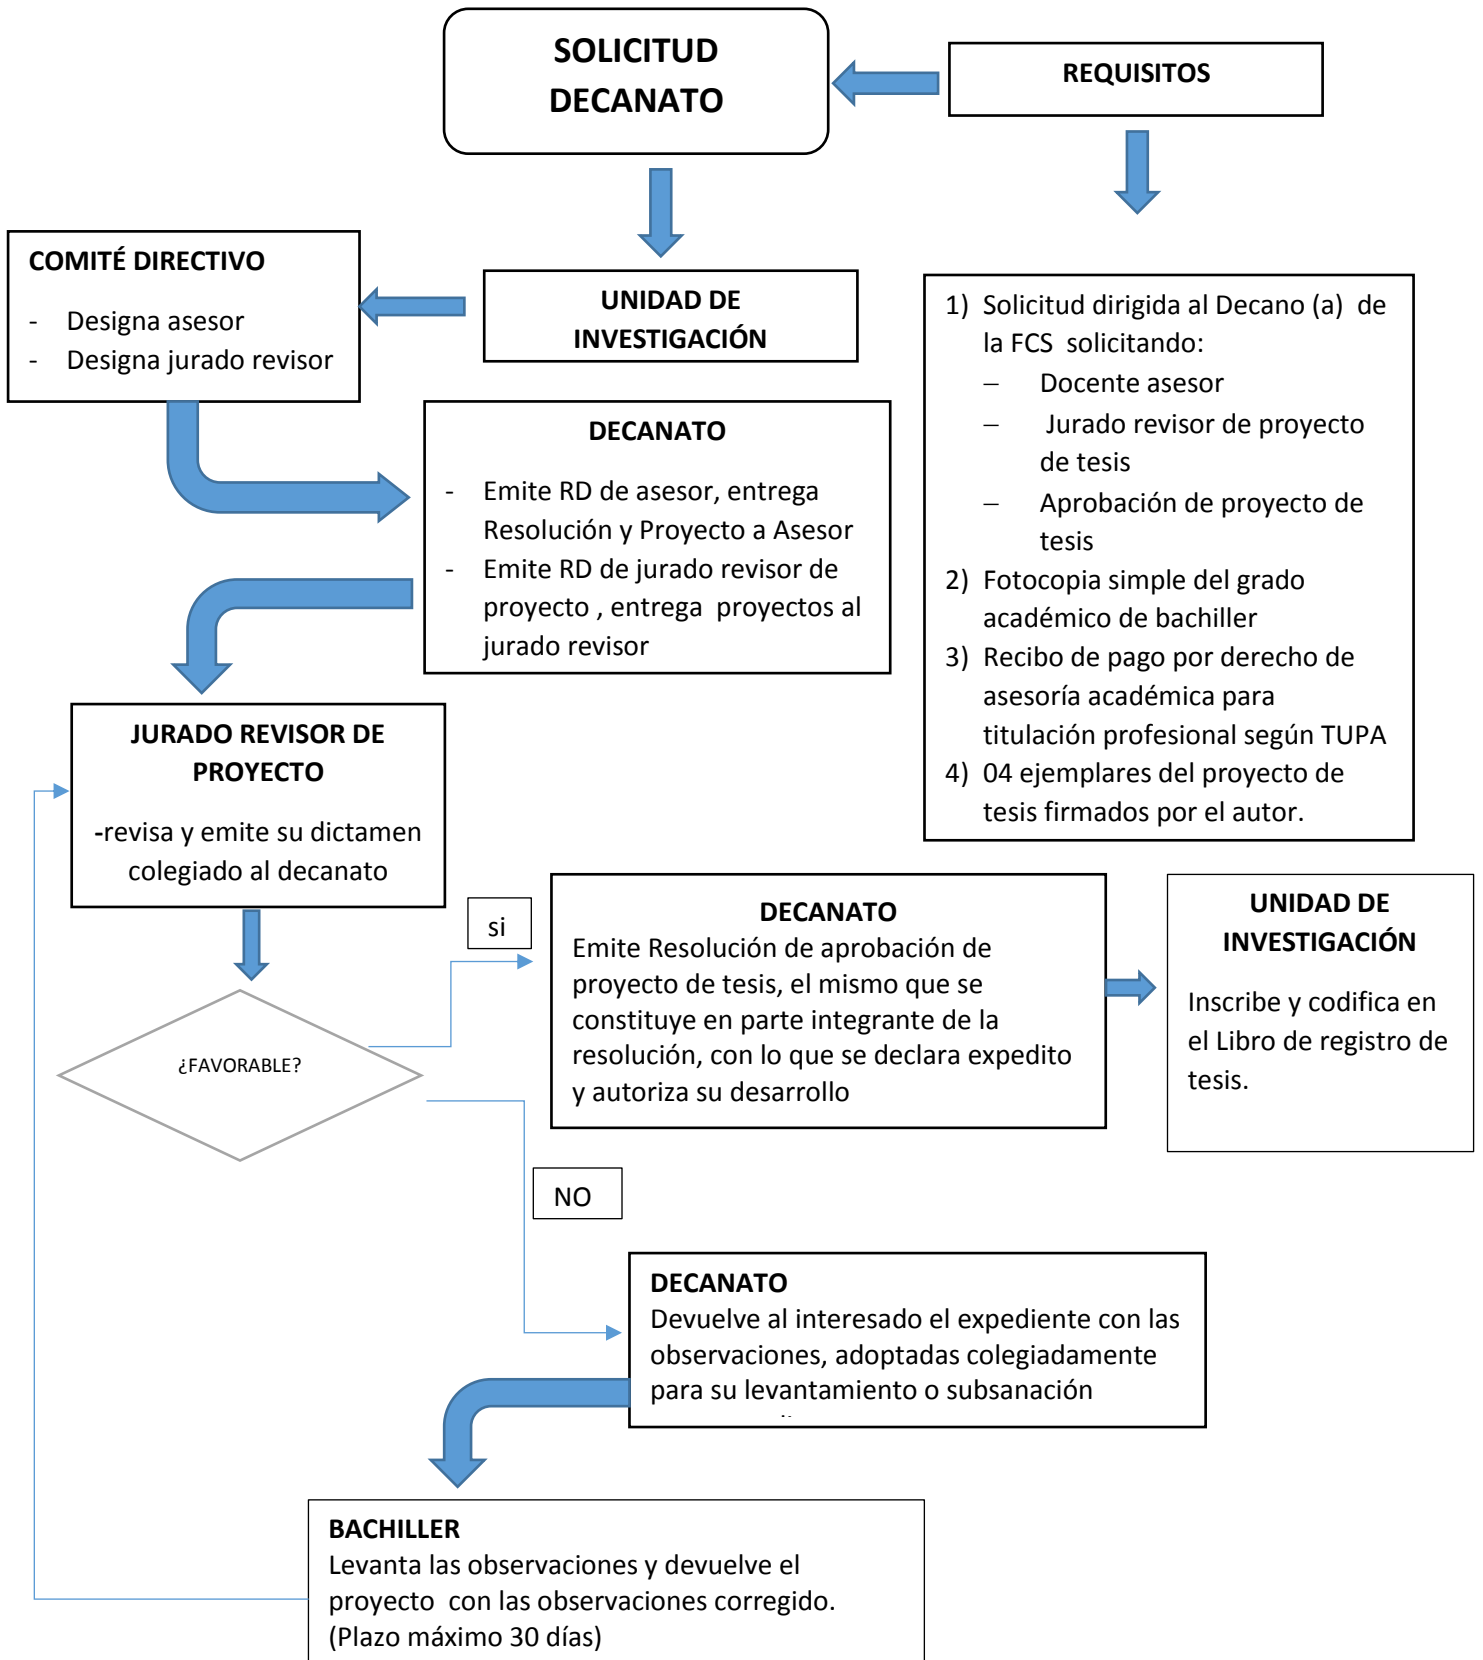 SOLICITUD
DECANATO
REQUISITOS
COMITÉ DIRECTIVO
- Designa asesor
- Designa jurado revisor
UNIDAD DE
INVESTIGACIÓN
1) Solicitud dirigida al Decano (a) de
la FCS solicitando:
– Docente asesor
– Jurado revisor de proyecto
de tesis
– Aprobación de proyecto de
tesis
2) Fotocopia simple del grado
académico de bachiller
3) Recibo de pago por derecho de
asesoría académica para
titulación profesional según TUPA
4) 04 ejemplares del proyecto de
tesis firmados por el autor.
DECANATO
- Emite RD de asesor, entrega
Resolución y Proyecto a Asesor
- Emite RD de jurado revisor de
proyecto , entrega proyectos al
jurado revisor
JURADO REVISOR DE
PROYECTO
-revisa y emite su dictamen
colegiado al decanato
si
DECANATO
Emite Resolución de aprobación de
proyecto de tesis, el mismo que se
constituye en parte integrante de la
resolución, con lo que se declara expedito
y autoriza su desarrollo
UNIDAD DE
INVESTIGACIÓN
Inscribe y codifica en
el Libro de registro de
tesis.
¿FAVORABLE?
NO
DECANATO
Devuelve al interesado el expediente con las
observaciones, adoptadas colegiadamente
para su levantamiento o subsanación
BACHILLER
Levanta las observaciones y devuelve el
proyecto con las observaciones corregido.
(Plazo máximo 30 días)